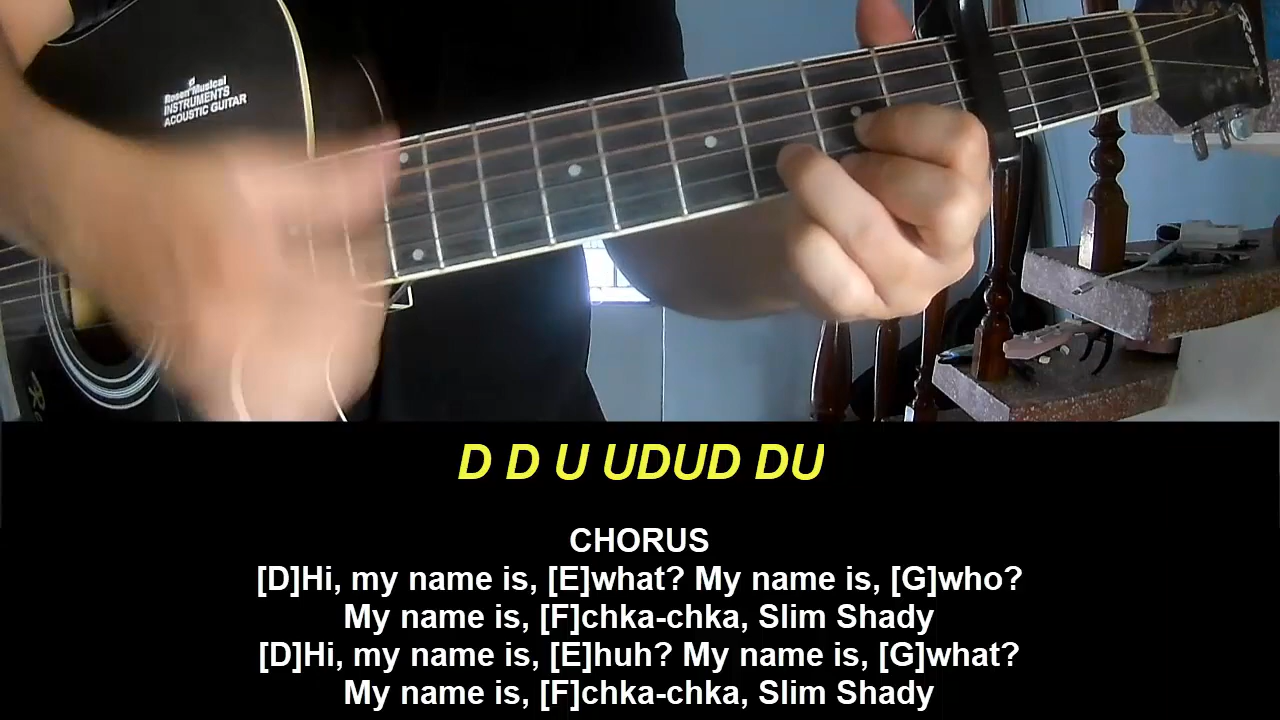 Rosen Musical
INSTRUMENTS
ACOUSTIC GUITAR
D D U UDUD DU
CHORUS
[D]Hi, my name is, [E]what? My name is, [G]who?
My name is, [F]chka-chka, Slim Shady
[D]Hi, my name is, [E]huh? My name is, [G]what?
My name is, [F]chka-chka, Slim Shady